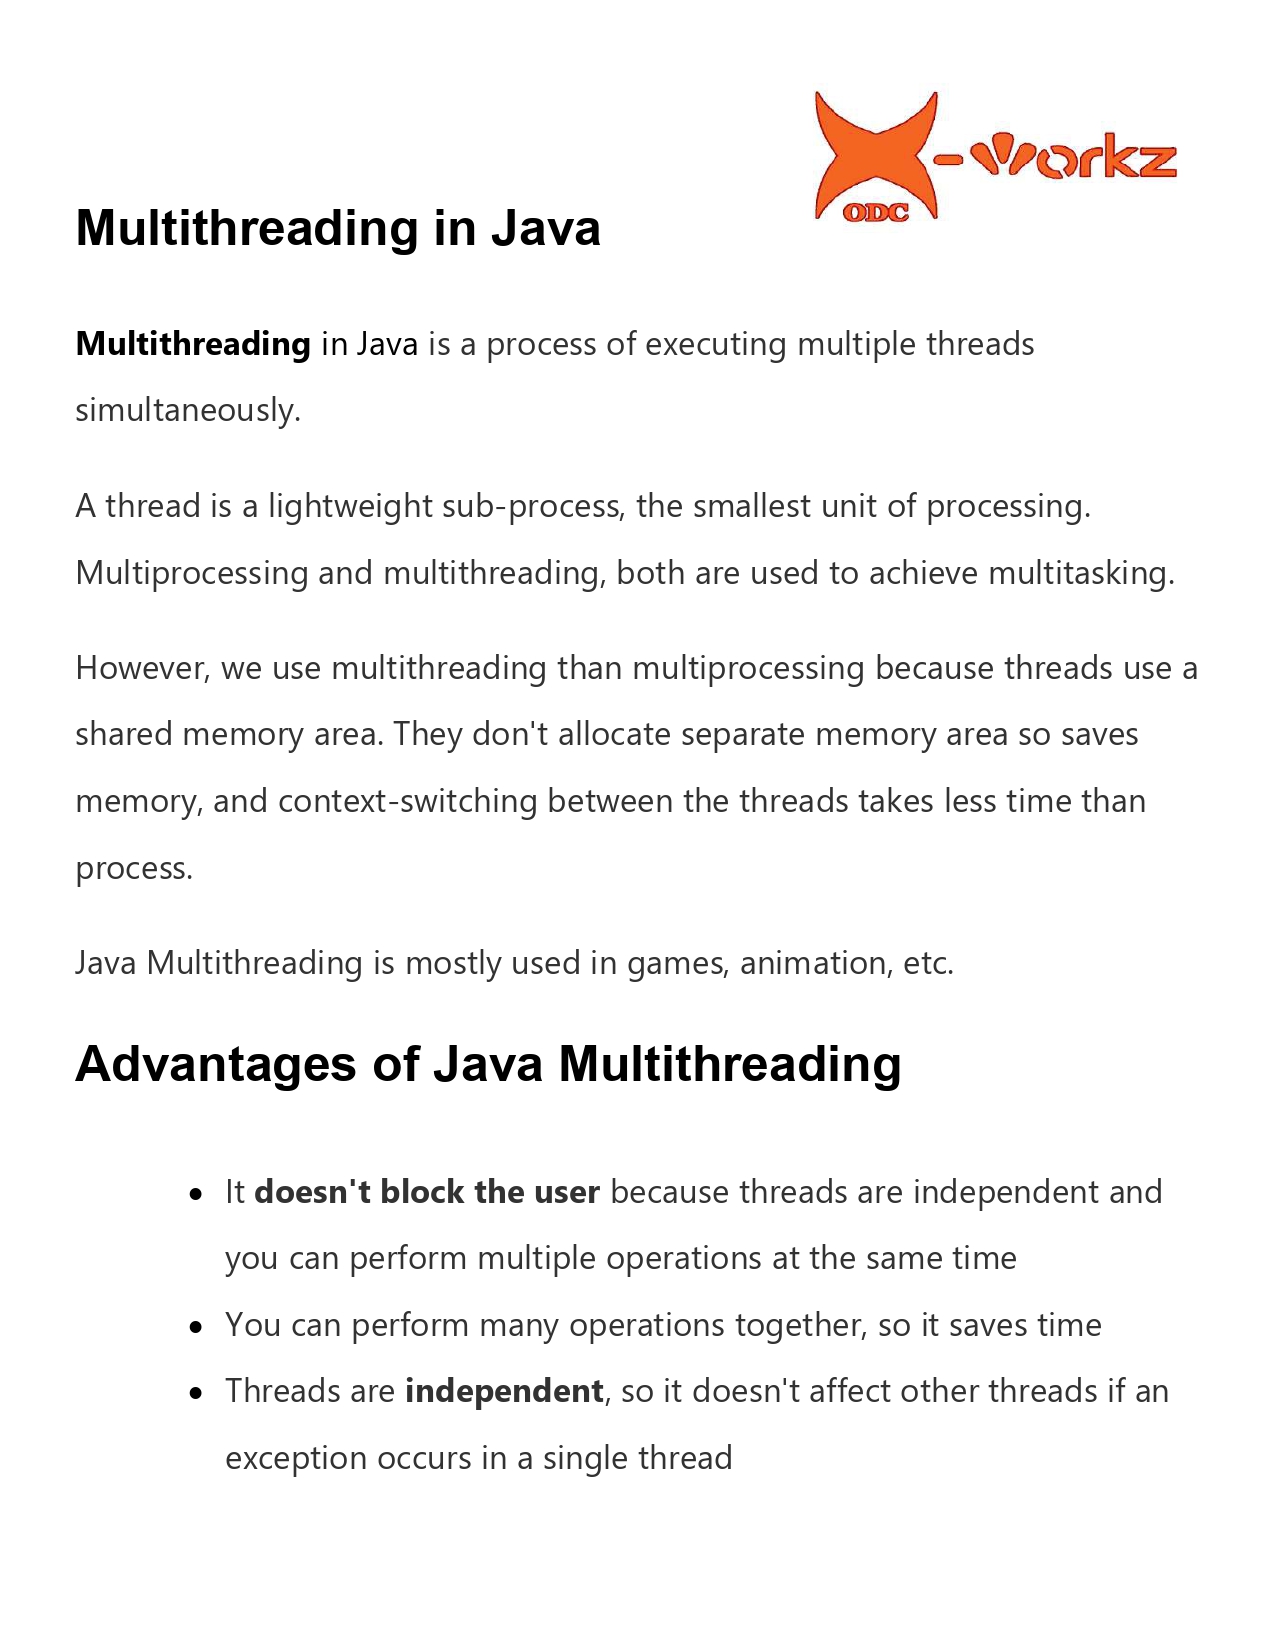 X-workz
ODC
Multithreading in Java
Multithreading in Java is a process of executing multiple threads
simultaneously.
A thread is a lightweight sub-process, the smallest unit of processing.
Multiprocessing and multithreading, both are used to achieve multitasking.
However, we use multithreading than multiprocessing because threads use a
shared memory area. They don't allocate separate memory area so saves
memory, and context-switching between the threads takes less time than
process.
Java Multithreading is mostly used in games, animation, etc.
Advantages of Java Multithreading
• It doesn't block the user because threads are independent and
you can perform multiple operations at the same time
• You can perform many operations together, so it saves time
• Threads are independent, so it doesn't affect other threads if an
exception occurs in a single thread